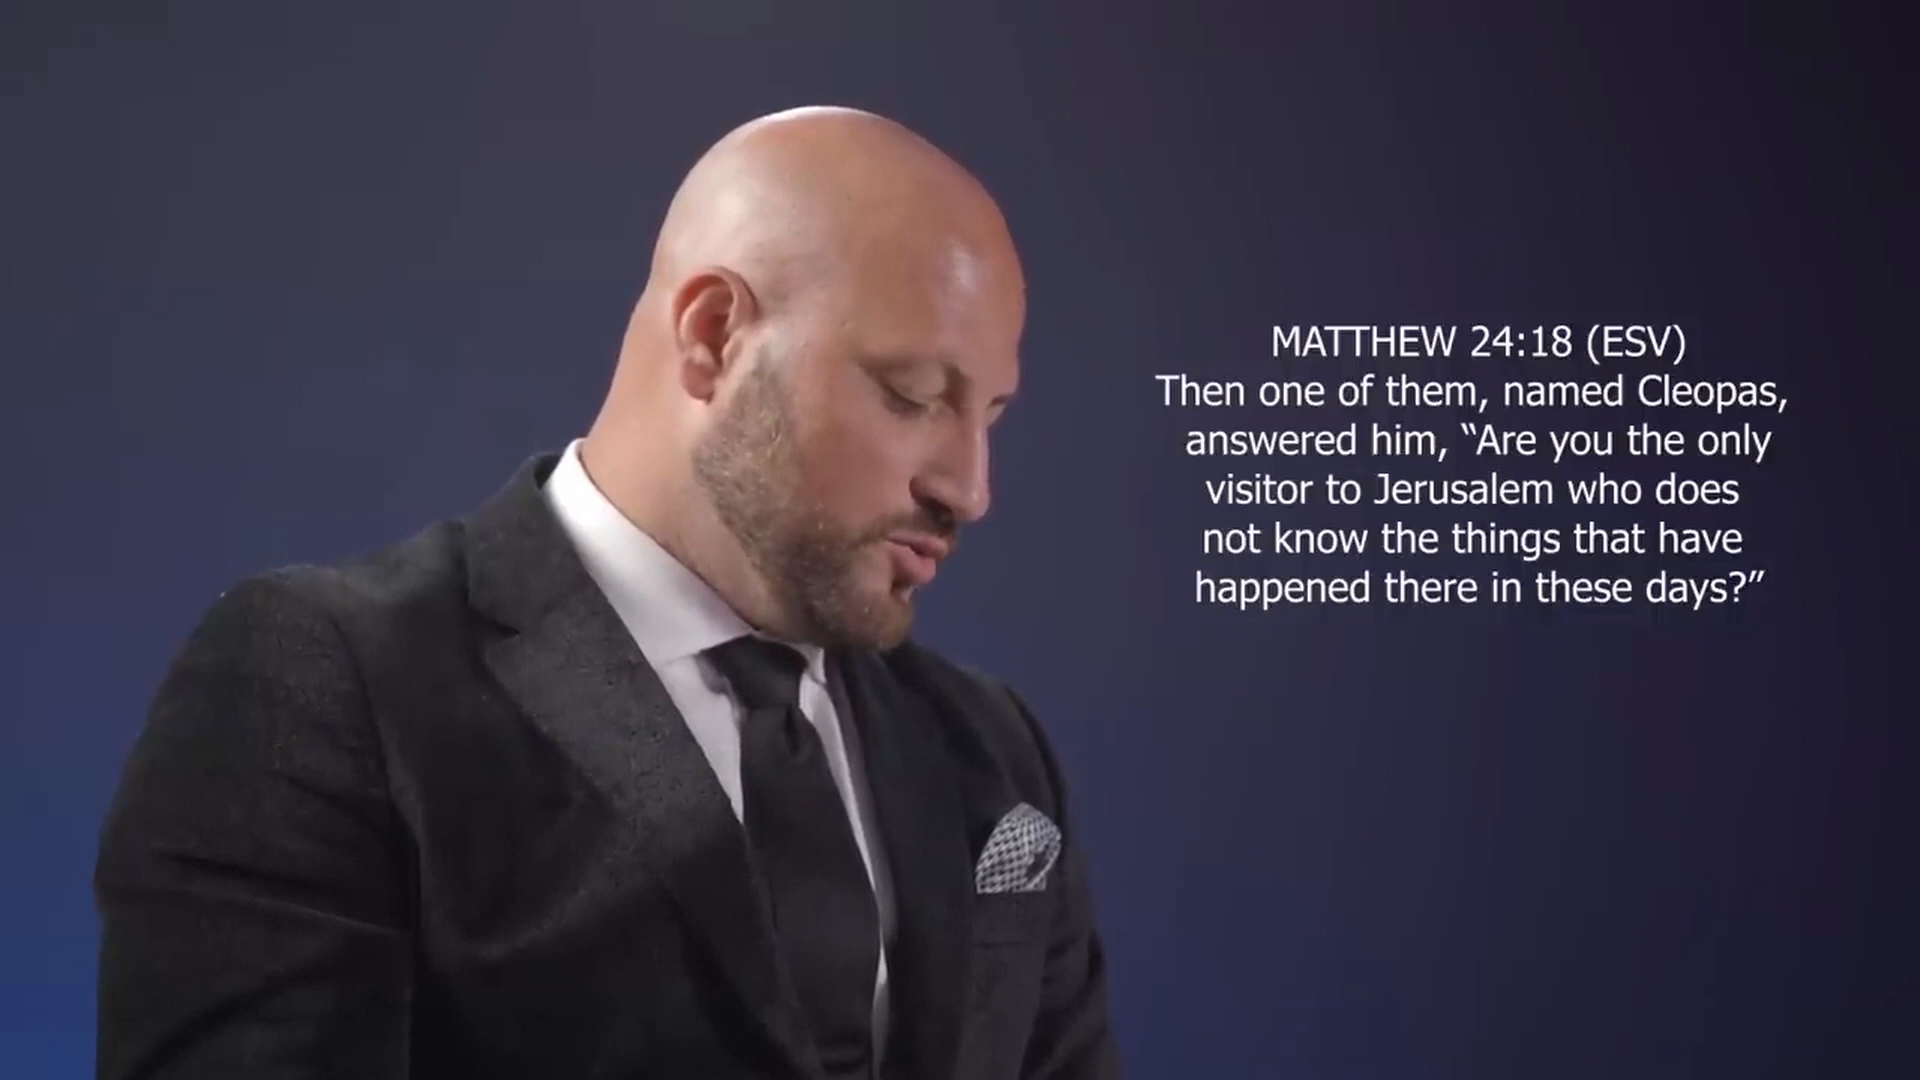 MATTHEW 24:18 (ESV)
Then one of them, named Cleopas,
answered him, “Are you the only
visitor to Jerusalem who does
not know the things that have
happened there in these days?”